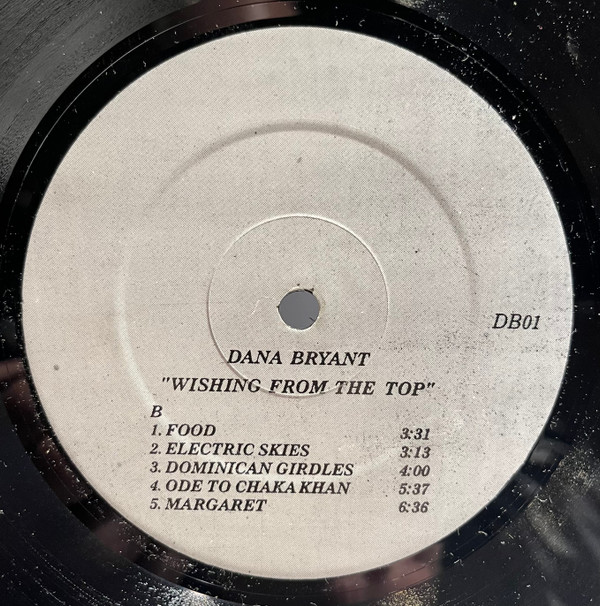 DB01
DANA BRYANT
"WISHING FROM THE TOP"
B
1. FOOD 3:31
2. ELECTRIC SKIES 3:13
3. DOMINICAN GIRDLES 4:00
4. ODE TO CHAKA KHAN 5:37
5. MARGARET 6:36